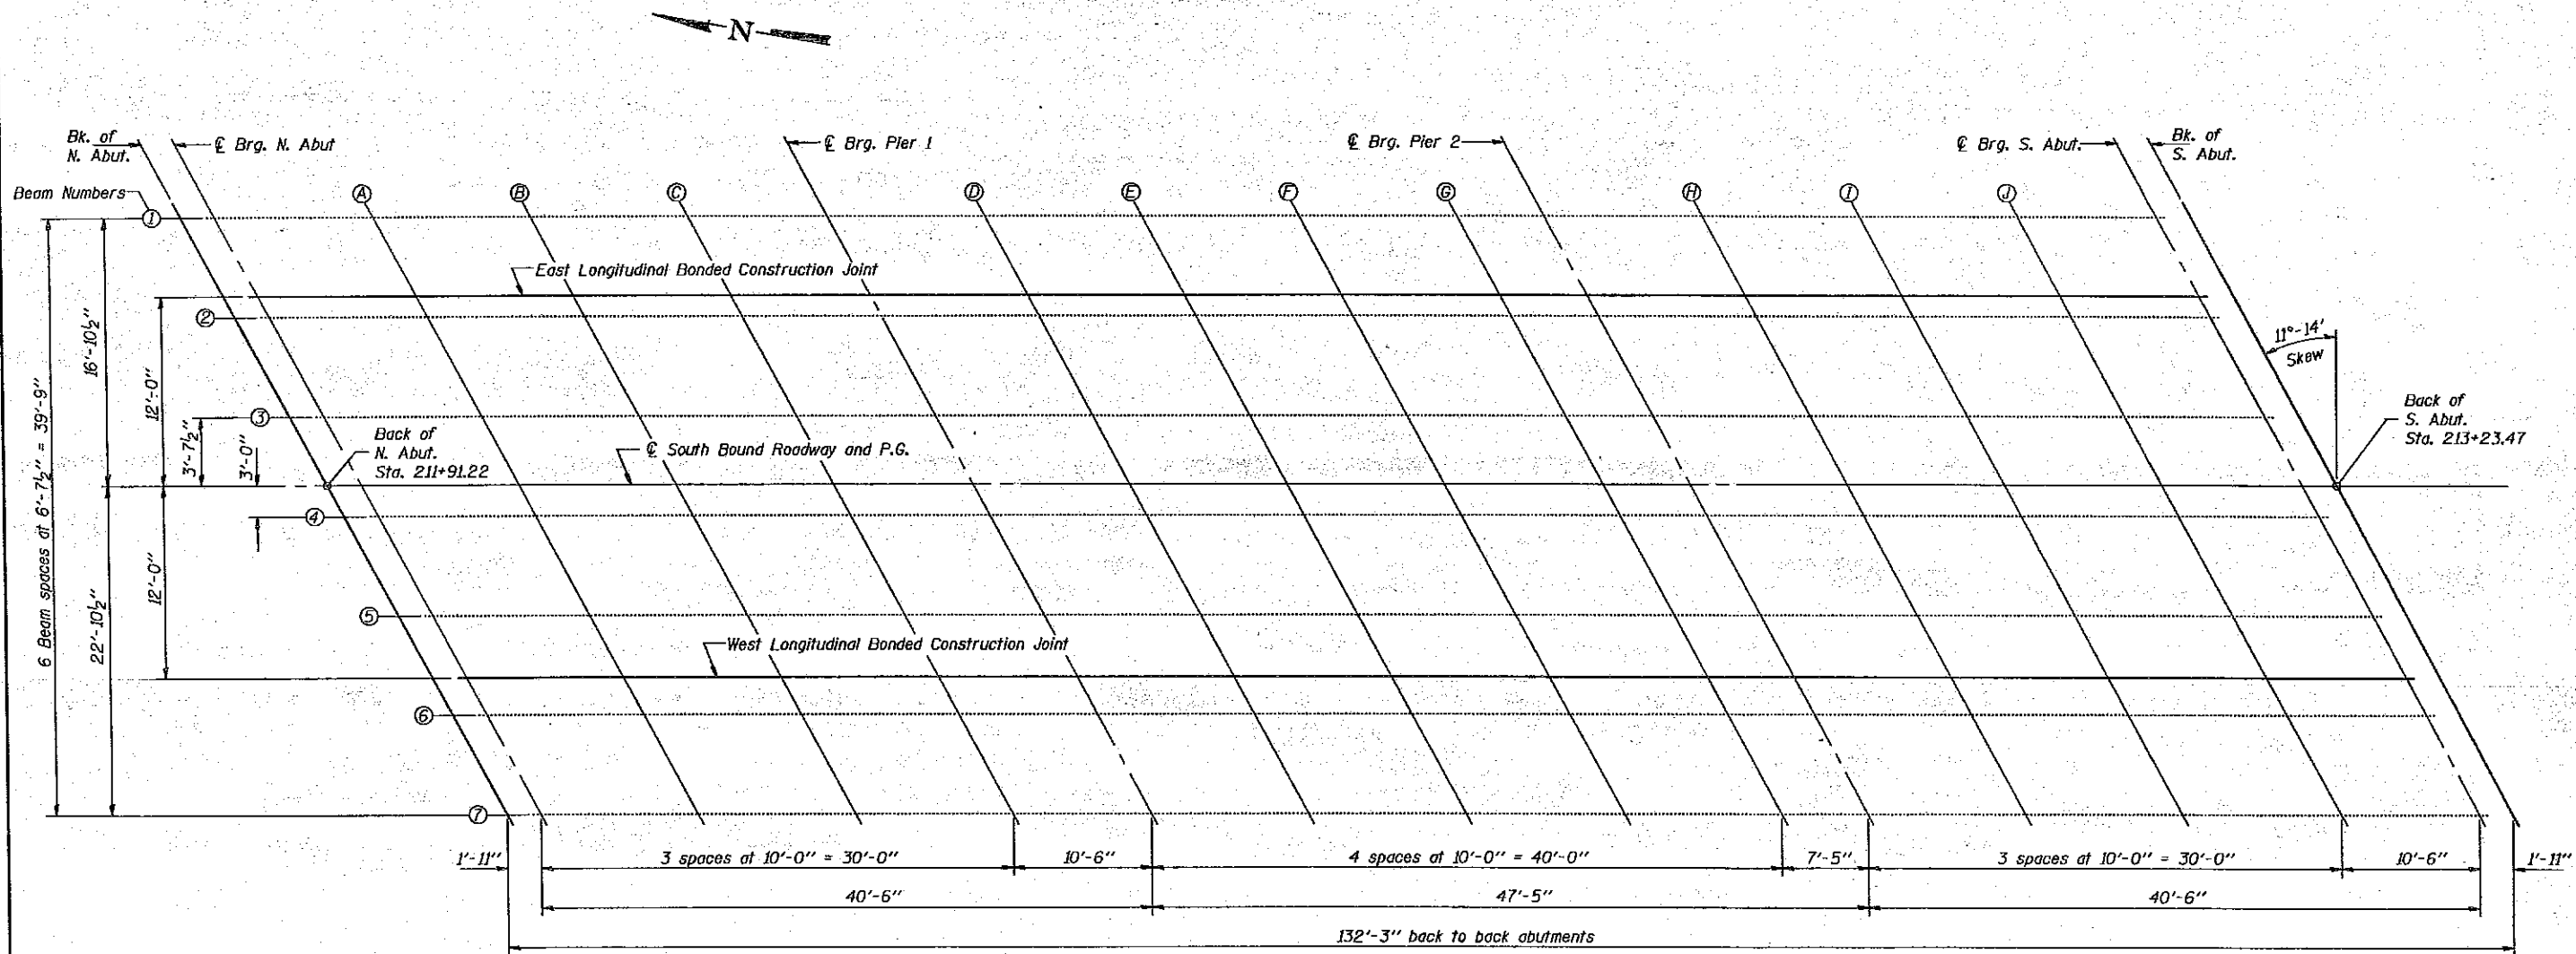 N
Bk. of
N. Abut.
℄ Brg. N. Abut
℄ Brg. Pier 1
℄ Brg. Pier 2
℄ Brg. S. Abut.
Bk. of
S. Abut.
Beam Numbers
A B C D E F G H I J
1
East Longitudinal Bonded Construction Joint
2
16'-10½"
12'-0"
11°-14'
Skew
6 Beam spaces at 6'-7½" = 39'-9"
3
3'-7½"
3'-0"
Back of
N. Abut.
Sta. 211+91.22
℄ South Bound Roadway and P.G.
Back of
S. Abut.
Sta. 213+23.47
4
22'-10½"
12'-0"
5
West Longitudinal Bonded Construction Joint
6
7
1'-11" 3 spaces at 10'-0" = 30'-0" 10'-6" 4 spaces at 10'-0" = 40'-0" 7'-5" 3 spaces at 10'-0" = 30'-0" 10'-6" 1'-11"
40'-6" 47'-5" 40'-6"
132'-3" back to back abutments